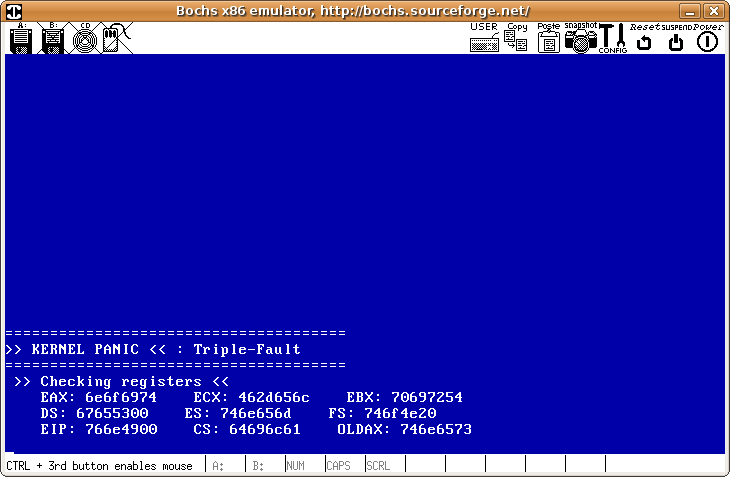 Bochs x86 emulator, http://bochs.sourceforge.net/
A: B: CD USER Copy Paste snapshot CONFIG Reset SUSPEND Power
======================================
>> KERNEL PANIC << : Triple-Fault
======================================
>> Checking registers <<
EAX: 6e6f6974 ECX: 462d656c EBX: 70697254
DS: 67655300 ES: 746e656d FS: 746f4e20
EIP: 766e4900 CS: 64696c61 OLDAX: 746e6573
CTRL + 3rd button enables mouse A: B: NUM CAPS SCRL